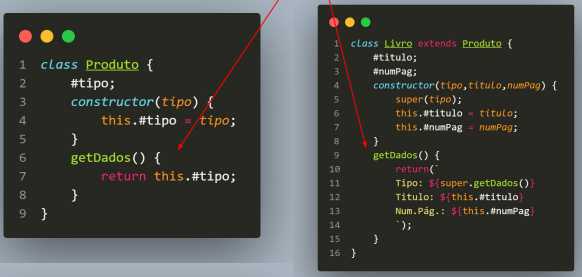 1 class Produto {
2 #tipo;
3 constructor(tipo) {
4 this.#tipo = tipo;
5 }
6 getDados() {
7 return this.#tipo;
8 }
9 }
1 class Livro extends Produto {
2 #titulo;
3 #numPag;
4 constructor(tipo,titulo,numPag) {
5 super(tipo);
6 this.#titulo = titulo;
7 this.#numPag = numPag;
8 }
9 getDados() {
10 return(`
11 Tipo: ${super.getDados()}
12 Titulo: ${this.#titulo}
13 Num.Pág.: ${this.#numPag}
14 `);
15 }
16 }